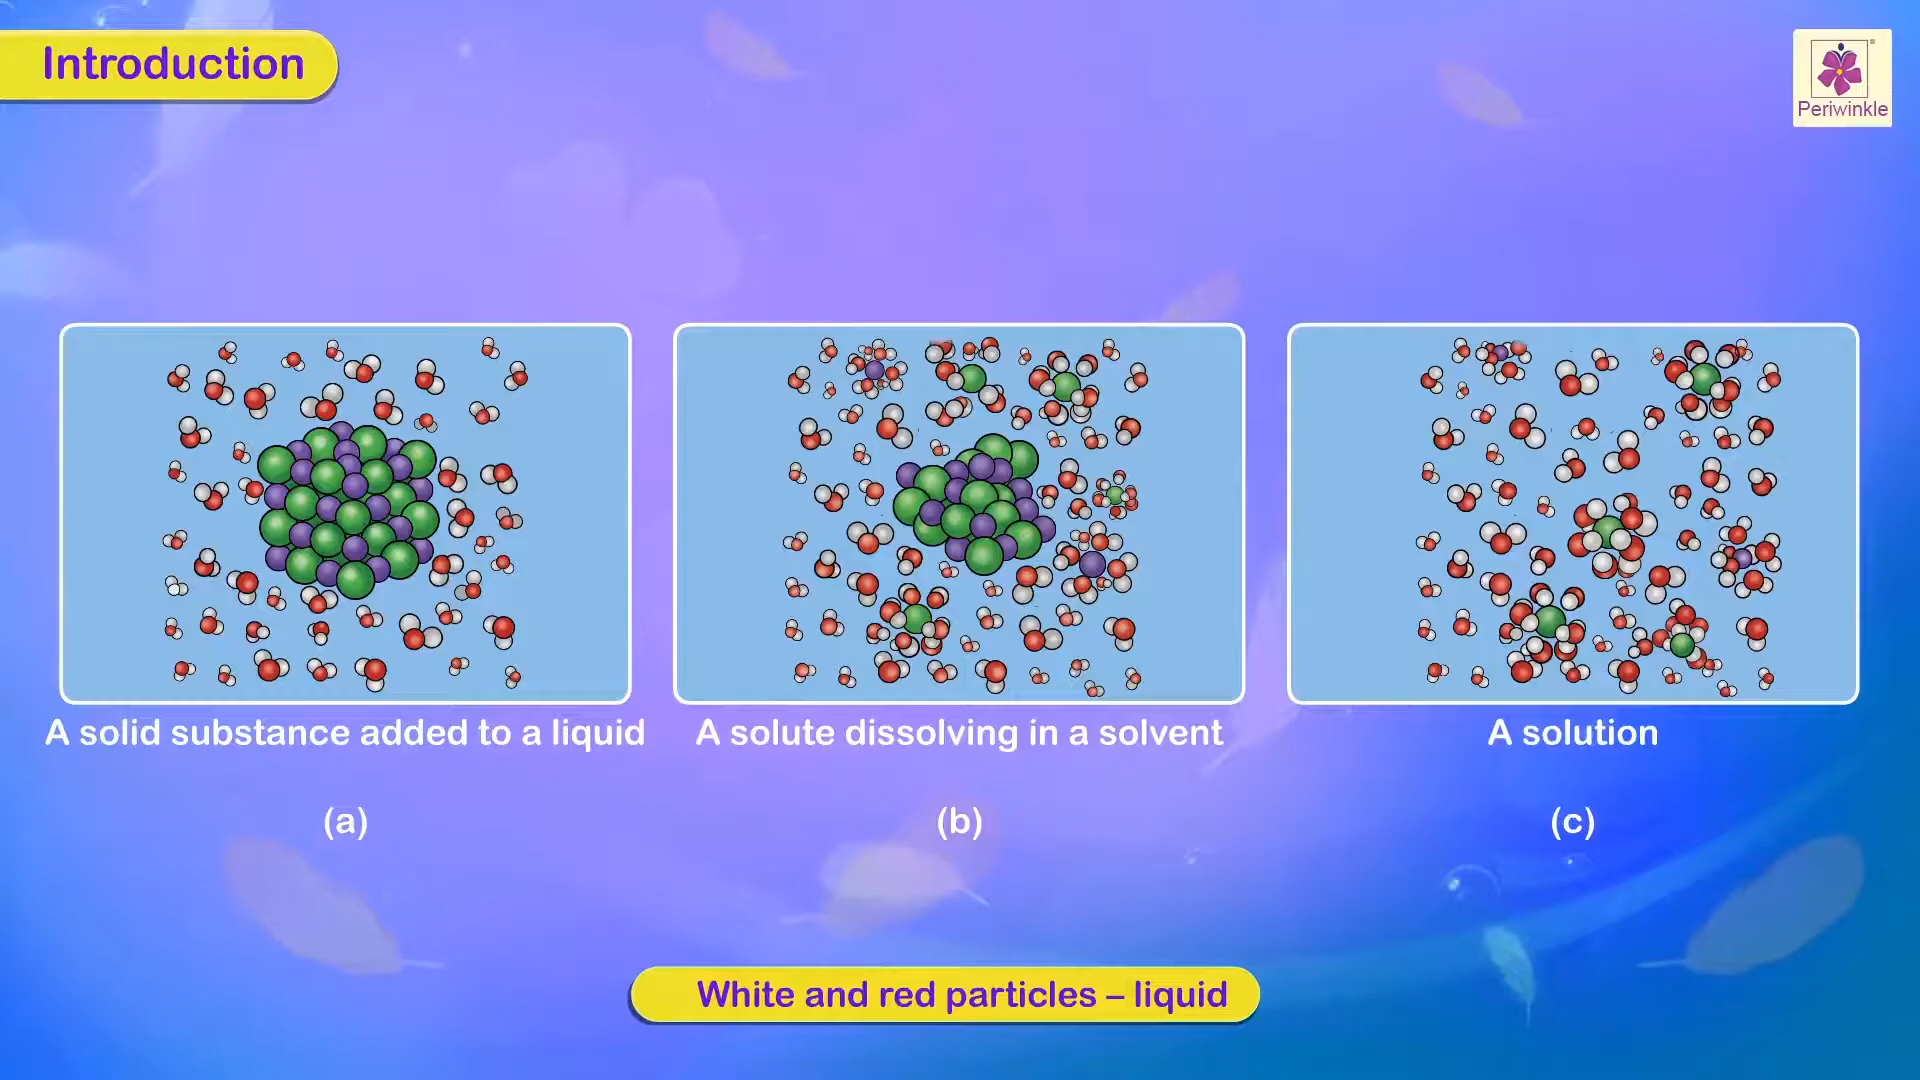 Introduction
Periwinkle
A solid substance added to a liquid
A solute dissolving in a solvent
A solution
(a)
(b)
(c)
White and red particles – liquid